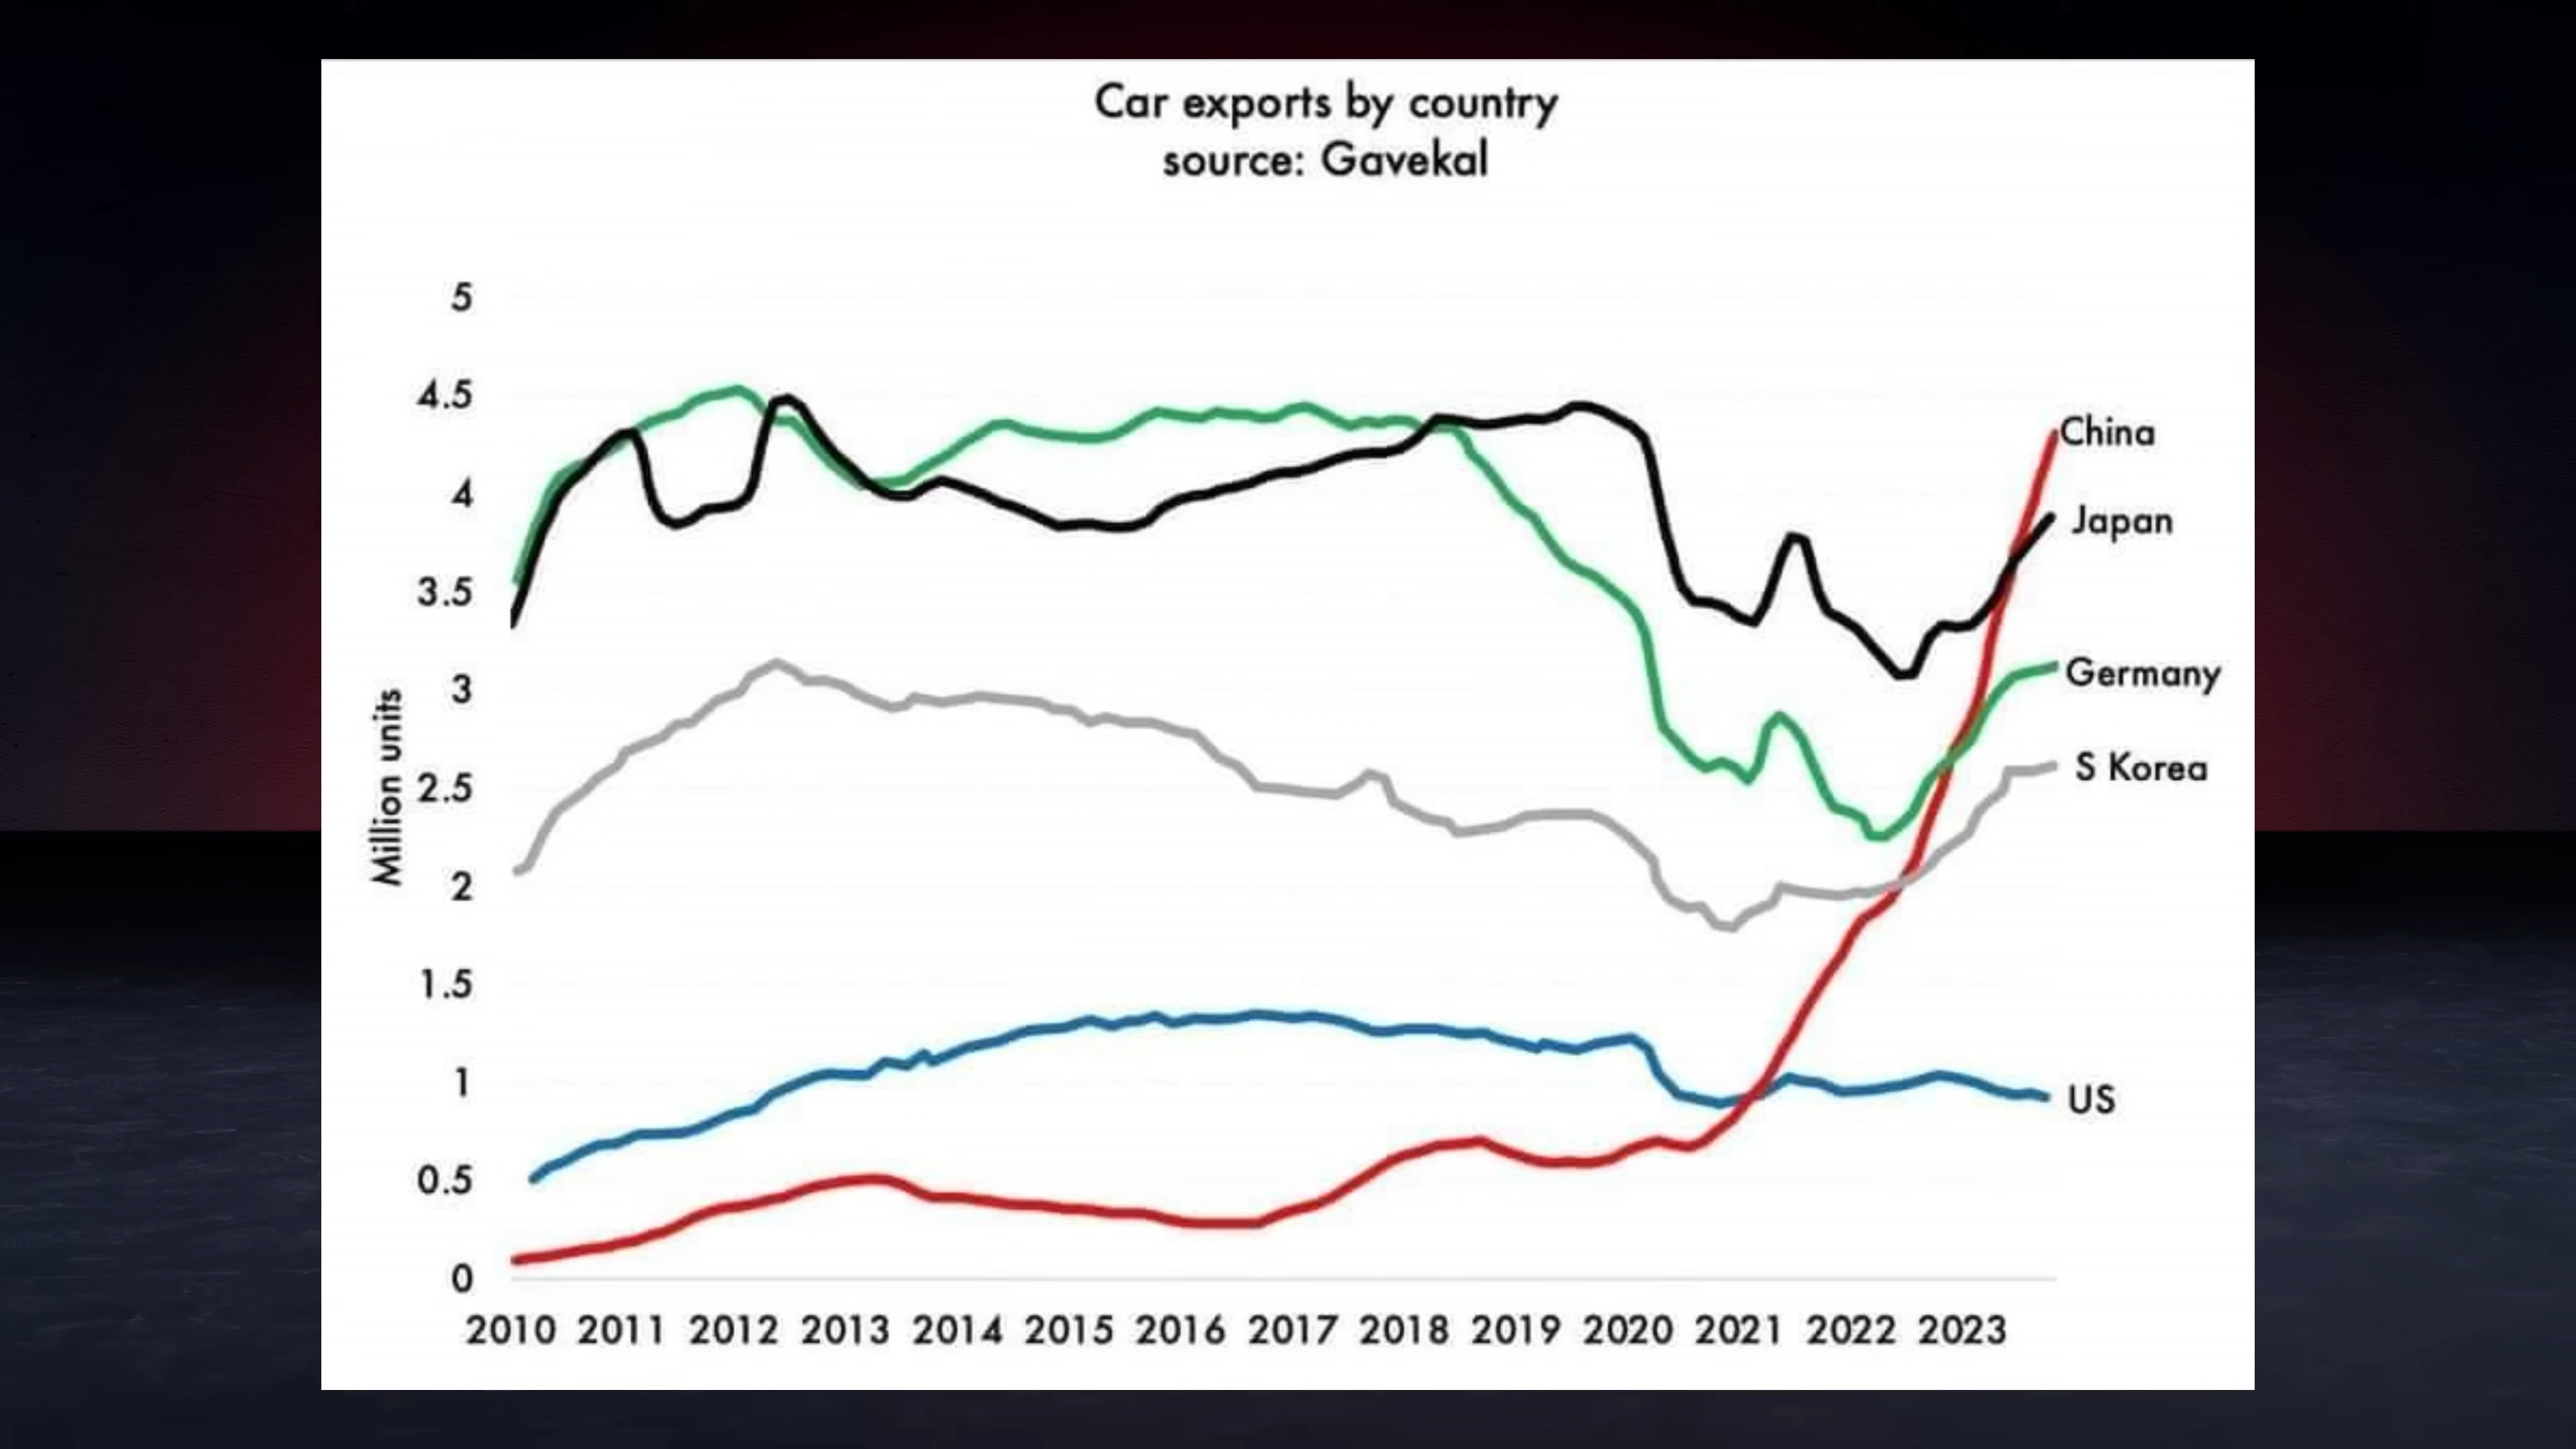 Car exports by country
source: Gavekal
5
4.5
4
3.5
3
2.5
2
1.5
1
0.5
0
Million units
China
Japan
Germany
S Korea
US
2010 2011 2012 2013 2014 2015 2016 2017 2018 2019 2020 2021 2022 2023